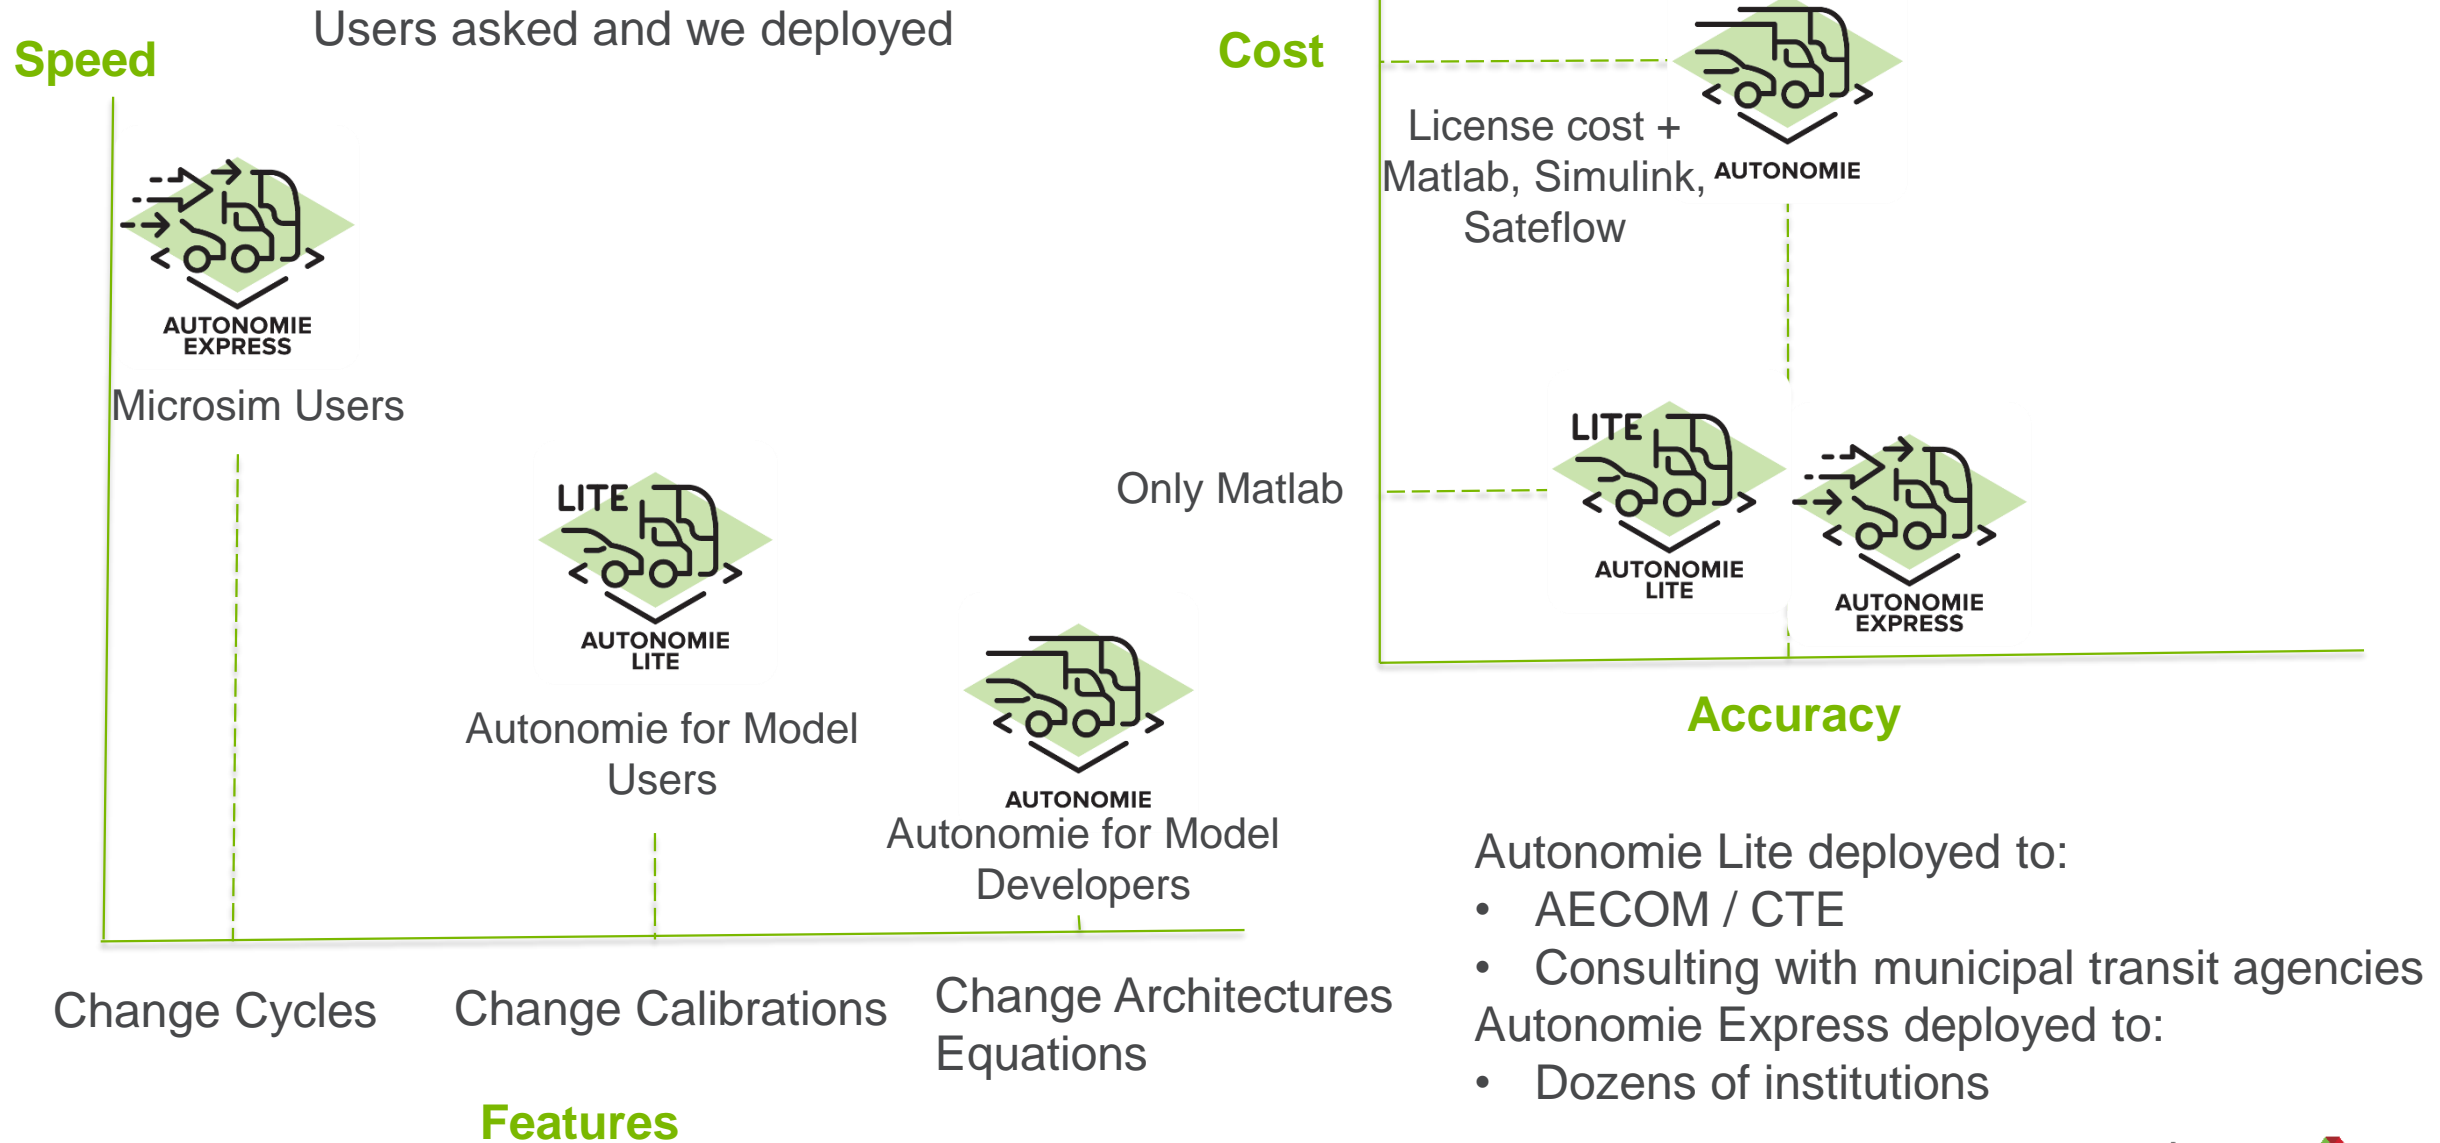 Users asked and we deployed
Speed
AUTONOMIE
EXPRESS
Microsim Users
LITE
AUTONOMIE
LITE
Autonomie for Model
Users
AUTONOMIE
Autonomie for Model
Developers
Change Cycles
Change Calibrations
Change Architectures
Equations
Features
Cost
License cost +
Matlab, Simulink,
Sateflow
AUTONOMIE
Only Matlab
LITE
AUTONOMIE
LITE
AUTONOMIE
EXPRESS
Accuracy
Autonomie Lite deployed to:
• AECOM / CTE
• Consulting with municipal transit agencies
Autonomie Express deployed to:
• Dozens of institutions